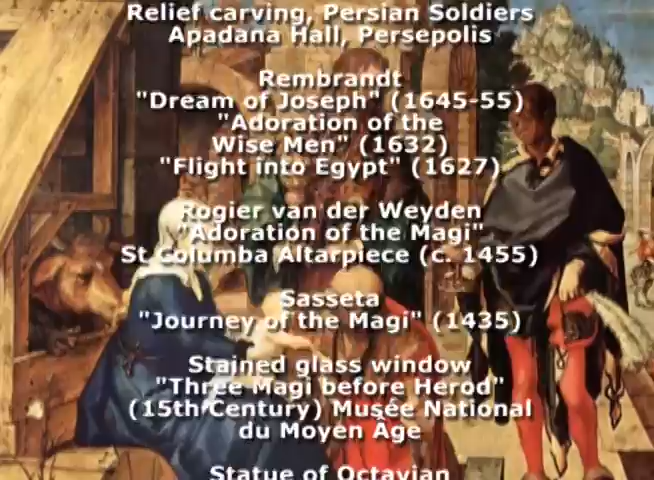 Relief carving, Persian Soldiers
Apadana Hall, Persepolis
Rembrandt
"Dream of Joseph" (1645-55)
"Adoration of the
Wise Men" (1632)
"Flight into Egypt" (1627)
Rogier van der Weyden
"Adoration of the Magi"
St Columba Altarpiece (c. 1455)
Sasseta
"Journey of the Magi" (1435)
Stained glass window
"Three Magi before Herod"
(15th Century) Musée National
du Moyen Âge
Statue of Octavian